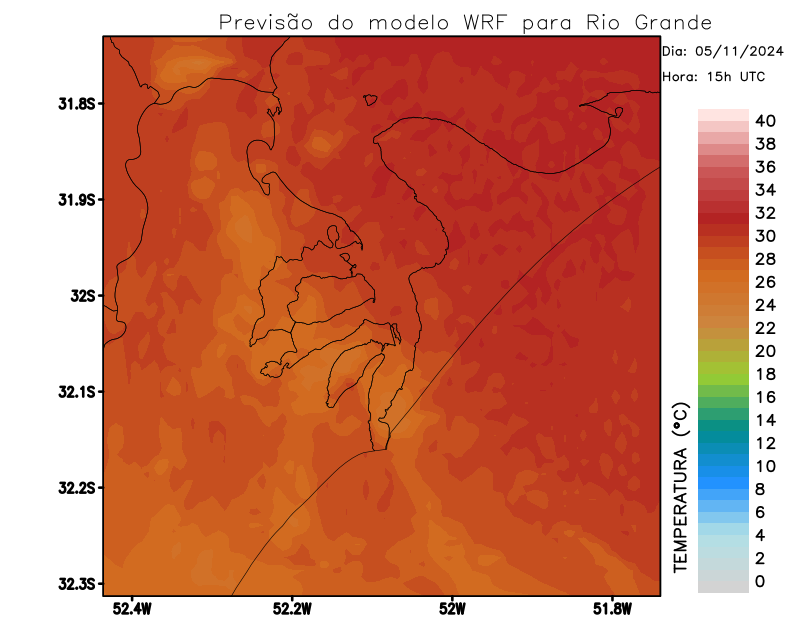 Previsão do modelo WRF para Rio Grande
Dia: 05/11/2024
Hora: 15h UTC
31.8S
31.9S
32S
32.1S
32.2S
32.3S
52.4W
52.2W
52W
51.8W
TEMPERATURA (°C)
40
38
36
34
32
30
28
26
24
22
20
18
16
14
12
10
8
6
4
2
0